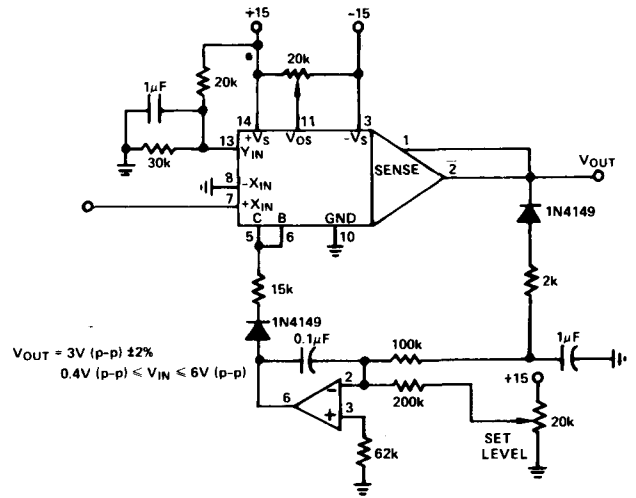 +15
-15
20k
20k
1μF
30k
14
11
3
+VS
VOS
-VS
13
YIN
8
-XIN
7
+XIN
1
SENSE
2
VOUT
C
B
GND
5
6
10
1N4149
2k
15k
1N4149
0.1μF
100k
1μF
VOUT = 3V (p-p) ±2%
0.4V (p-p) ≤ VIN ≤ 6V (p-p)
+15
6
2
-
200k
3
+
20k
SET
LEVEL
62k